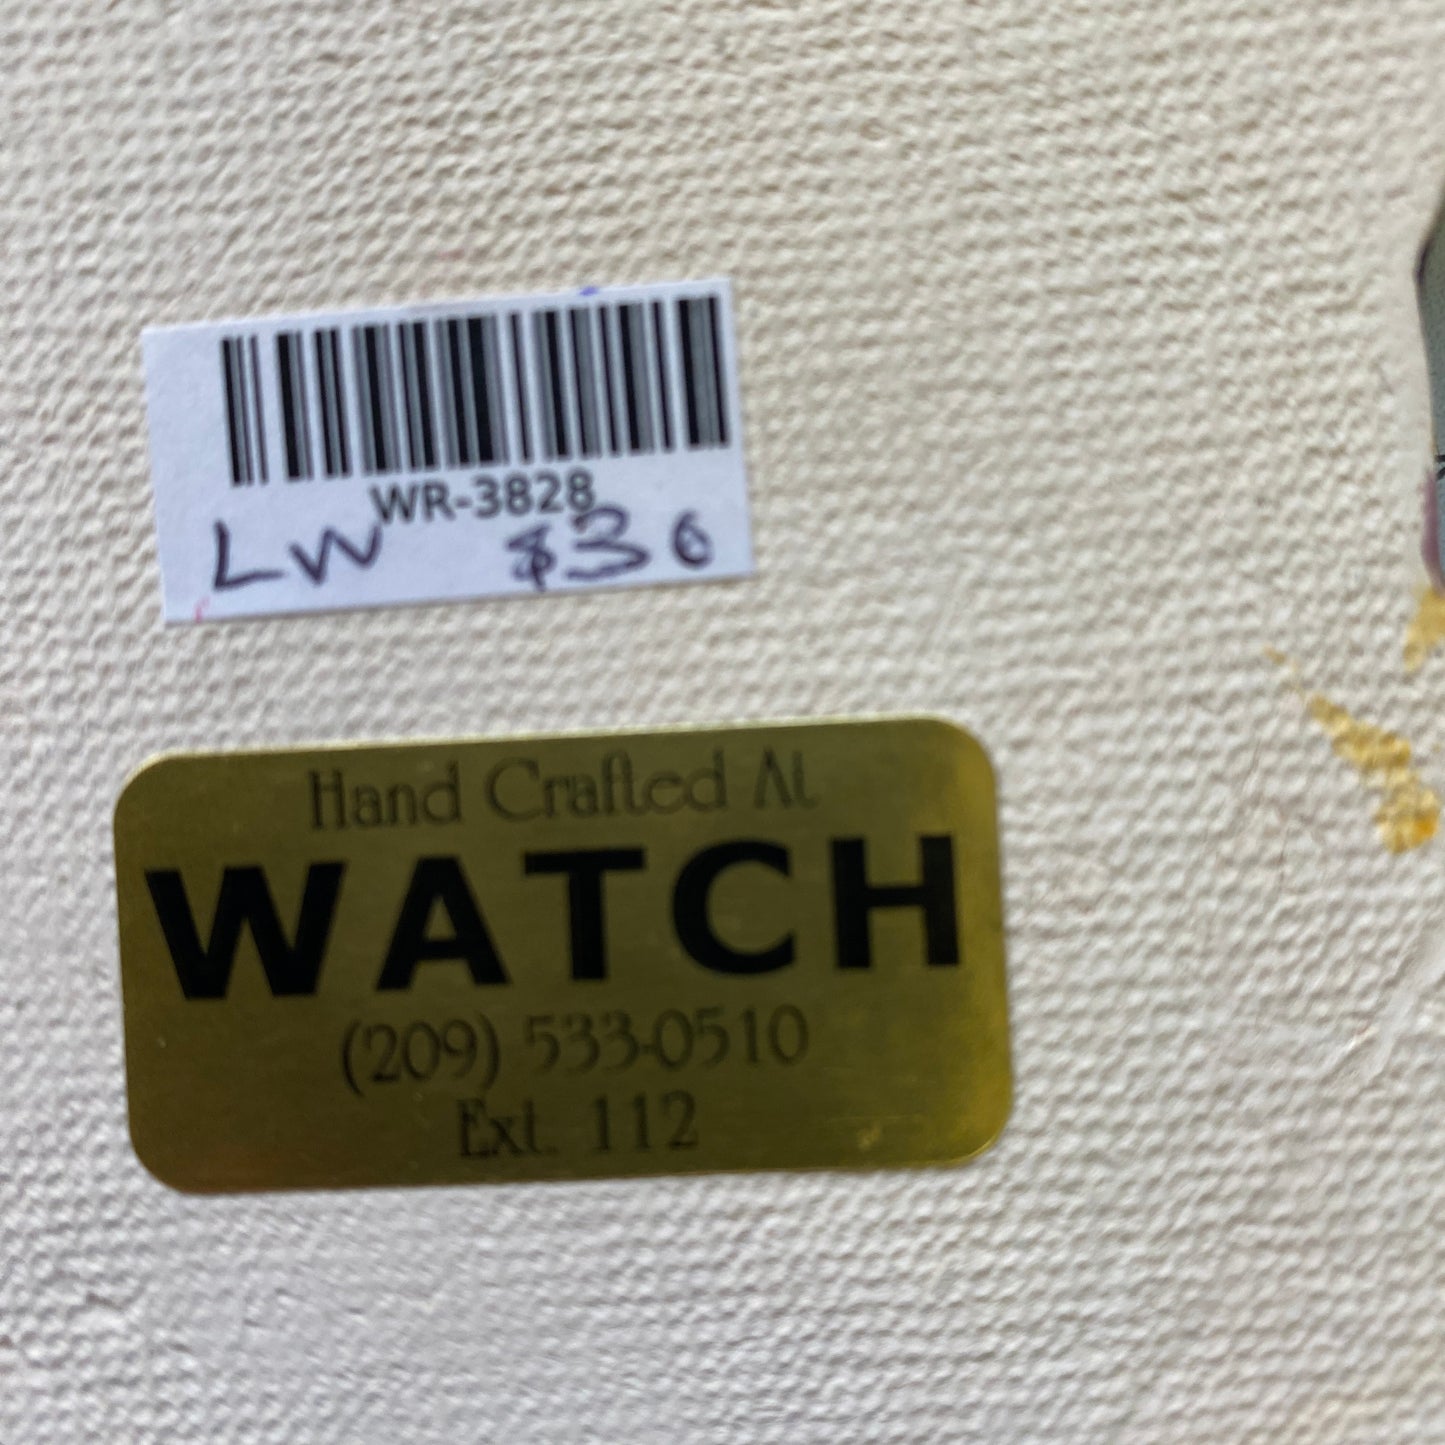 WR-3828
LW $30
Hand Crafted At
WATCH
(209) 533-0510
Ext. 112